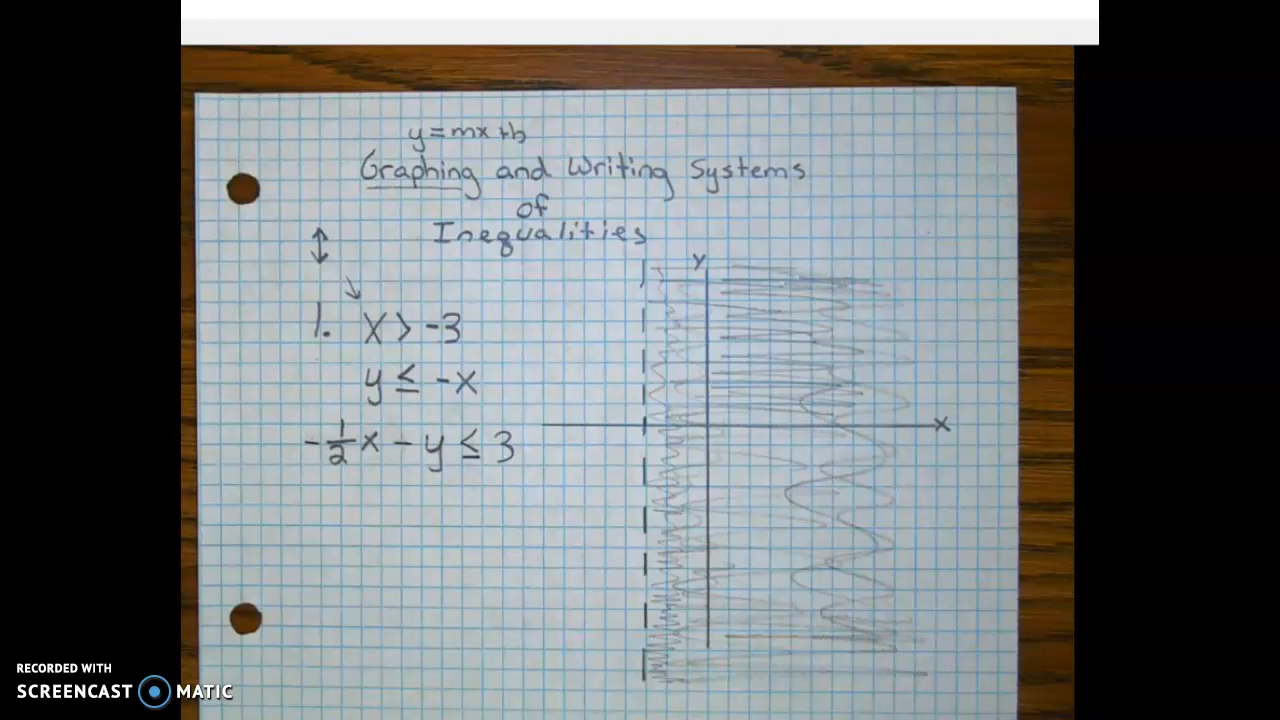 y = mx + b
Graphing and Writing Systems
of
Inequalities
y
1. x > -3
y ≤ -x
x
-1/2x - y ≤ 3
RECORDED WITH
SCREENCAST MATIC